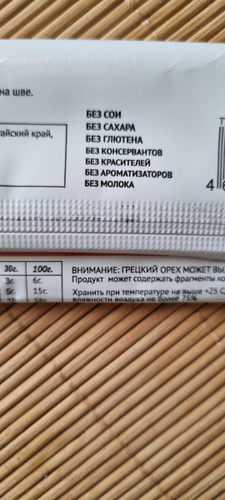 на шве.
тайский край,
БЕЗ СОИ
БЕЗ САХАРА
БЕЗ ГЛЮТЕНА
БЕЗ КОНСЕРВАНТОВ
БЕЗ КРАСИТЕЛЕЙ
БЕЗ АРОМАТИЗАТОРОВ
БЕЗ МОЛОКА
Т
4
30г. 100г.
3г. 6г.
5г. 15г.
ВНИМАНИЕ: ГРЕЦКИЙ ОРЕХ МОЖЕТ ВЫ
Продукт может содержать фрагменты
Хранить при температуре не выше +25
влажности воздуха не более 75%